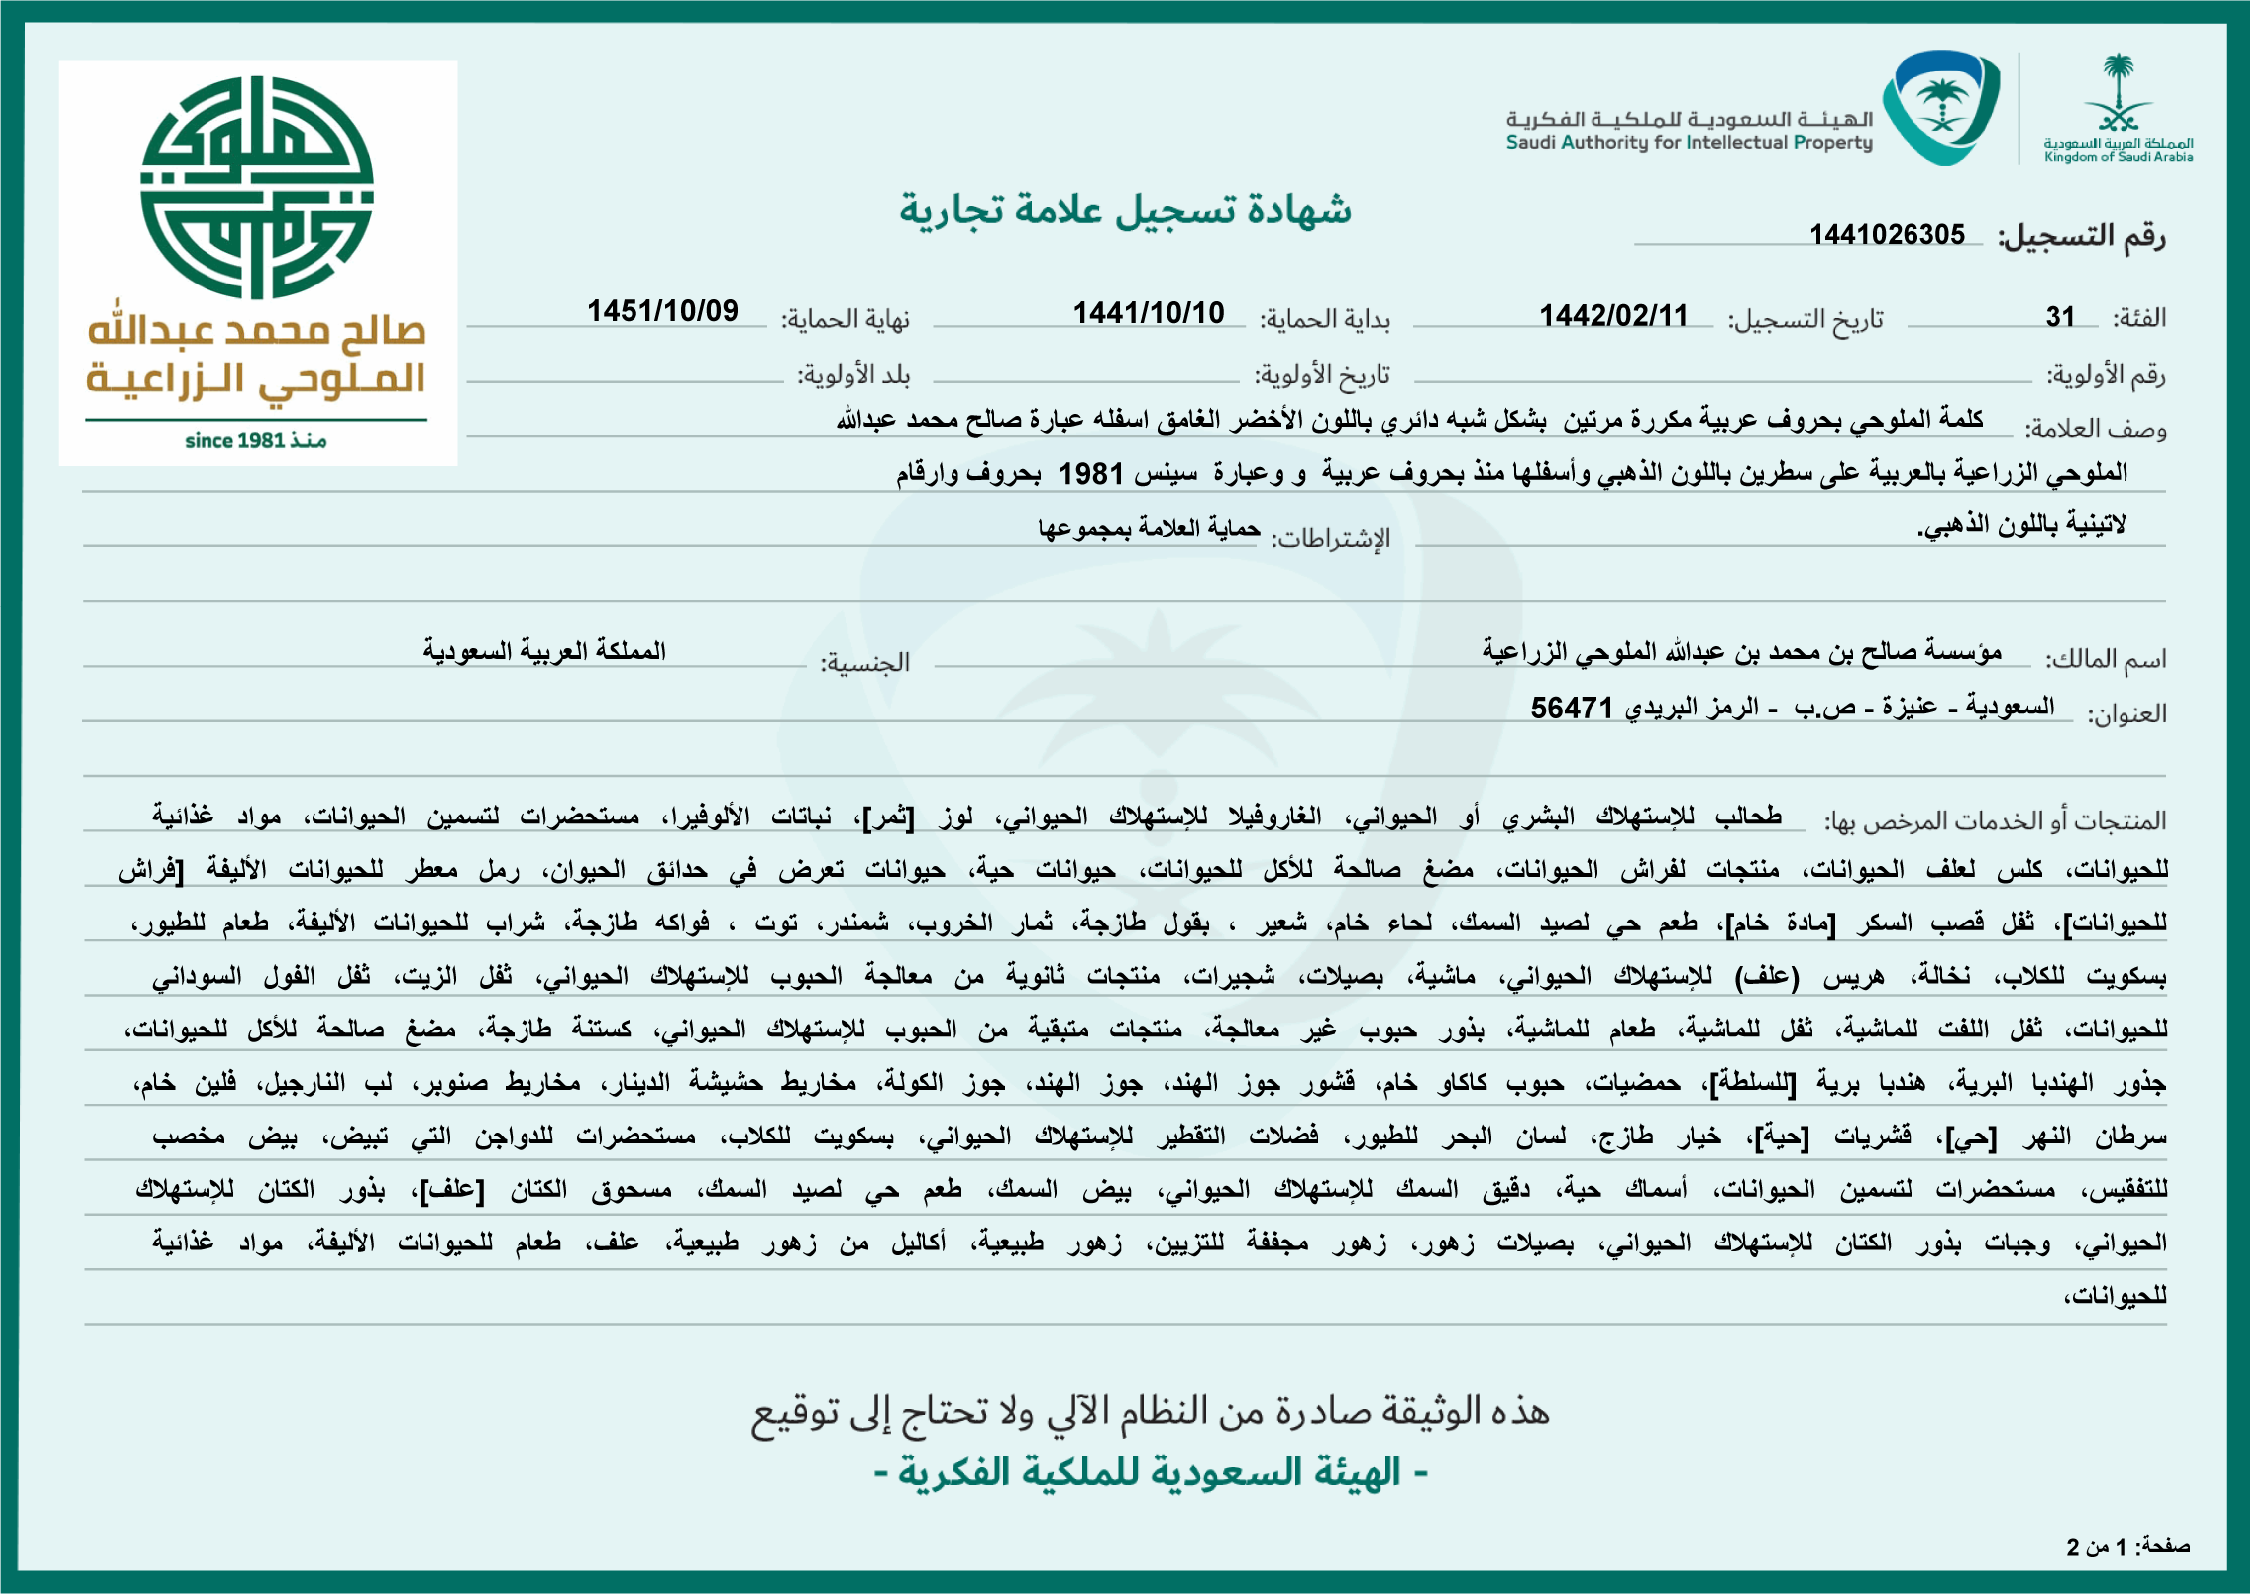 المملكة العربية السعودية
Kingdom of Saudi Arabia
الهيئة السعودية للملكية الفكرية
Saudi Authority for Intellectual Property
الملوحي
الملوحي
صالح محمد عبدالله
الملوحي الزراعية
منذ since 1981
شهادة تسجيل علامة تجارية
رقم التسجيل: 1441026305
الفئة: 31 تاريخ التسجيل: 1442/02/11 بداية الحماية: 1441/10/10 نهاية الحماية: 1451/10/09
رقم الأولوية: تاريخ الأولوية: بلد الأولوية:
وصف العلامة: كلمة الملوحي بحروف عربية مكررة مرتين بشكل شبه دائري باللون الأخضر الغامق اسفله عبارة صالح محمد عبدالله
الملوحي الزراعية بالعربية على سطرين باللون الذهبي وأسفلها منذ بحروف عربية و وعبارة سينس 1981 بحروف وارقام
لاتينية باللون الذهبي. الإشتراطات: حماية العلامة بمجموعها
اسم المالك: مؤسسة صالح بن محمد بن عبدالله الملوحي الزراعية الجنسية: المملكة العربية السعودية
العنوان: السعودية - عنيزة - ص.ب - الرمز البريدي 56471
المنتجات أو الخدمات المرخص بها: طحالب للإستهلاك البشري أو الحيواني، الغاروفيلا للإستهلاك الحيواني، لوز [ثمر]، نباتات الألوفيرا، مستحضرات لتسمين الحيوانات، مواد غذائية
للحيوانات، كلس لعلف الحيوانات، منتجات لفراش الحيوانات، مضغ صالحة للأكل للحيوانات، حيوانات حية، حيوانات تعرض في حدائق الحيوان، رمل معطر للحيوانات الأليفة [فراش
للحيوانات]، ثفل قصب السكر [مادة خام]، طعم حي لصيد السمك، لحاء خام، شعير ، بقول طازجة، ثمار الخروب، شمندر، توت ، فواكه طازجة، شراب للحيوانات الأليفة، طعام للطيور،
بسكويت للكلاب، نخالة، هريس (علف) للإستهلاك الحيواني، ماشية، بصيلات، شجيرات، منتجات ثانوية من معالجة الحبوب للإستهلاك الحيواني، ثفل الزيت، ثفل الفول السوداني
للحيوانات، ثفل اللفت للماشية، ثفل للماشية، طعام للماشية، بذور حبوب غير معالجة، منتجات متبقية من الحبوب للإستهلاك الحيواني، كستنة طازجة، مضغ صالحة للأكل للحيوانات،
جذور الهندبا البرية، هندبا برية [للسلطة]، حمضيات، حبوب كاكاو خام، قشور جوز الهند، جوز الهند، جوز الكولة، مخاريط حشيشة الدينار، مخاريط صنوبر، لب النارجيل، فلين خام،
سرطان النهر [حي]، قشريات [حية]، خيار طازج، لسان البحر للطيور، فضلات التقطير للإستهلاك الحيواني، بسكويت للكلاب، مستحضرات للدواجن التي تبيض، بيض مخصب
للتفقيس، مستحضرات لتسمين الحيوانات، أسماك حية، دقيق السمك للإستهلاك الحيواني، بيض السمك، طعم حي لصيد السمك، مسحوق الكتان [علف]، بذور الكتان للإستهلاك
الحيواني، وجبات بذور الكتان للإستهلاك الحيواني، بصيلات زهور، زهور مجففة للتزيين، زهور طبيعية، أكاليل من زهور طبيعية، علف، طعام للحيوانات الأليفة، مواد غذائية
للحيوانات،
هذه الوثيقة صادرة من النظام الآلي ولا تحتاج إلى توقيع
- الهيئة السعودية للملكية الفكرية -
صفحة: 1 من 2